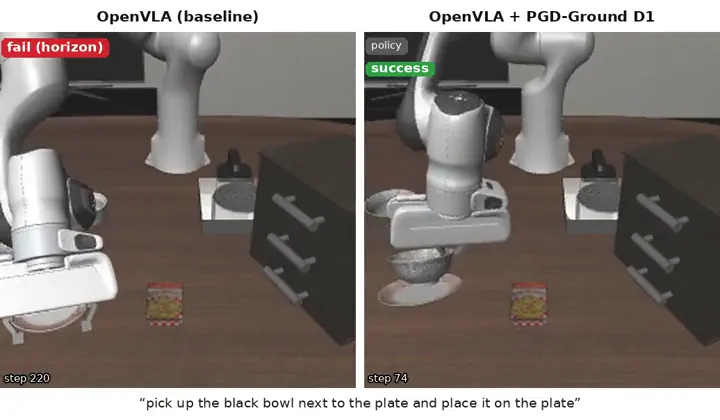 OpenVLA (baseline)
OpenVLA + PGD-Ground D1
fail (horizon)
policy
success
step 220
step 74
“pick up the black bowl next to the plate and place it on the plate”